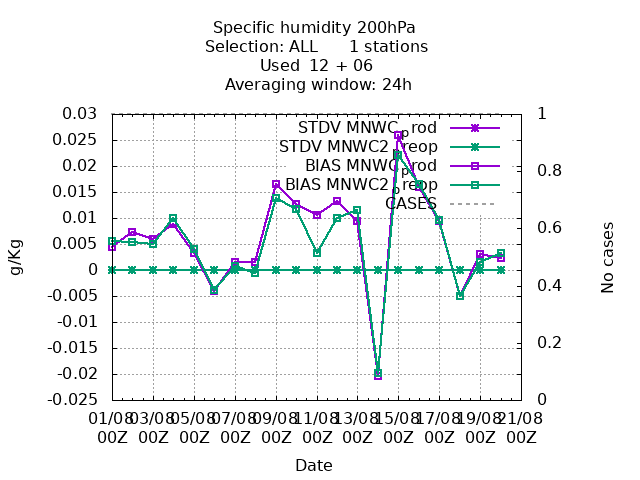 Specific humidity 200hPa
Selection: ALL 1 stations
Used 12 + 06
Averaging window: 24h
STDV MNWC_prod
STDV MNWC2_preop
BIAS MNWC_prod
BIAS MNWC2_preop
CASES
0.03
0.025
0.02
0.015
0.01
0.005
0
-0.005
-0.01
-0.015
-0.02
-0.025
g/Kg
1
0.8
0.6
0.4
0.2
0
No cases
01/08 03/08 05/08 07/08 09/08 11/08 13/08 15/08 17/08 19/08 21/08
00Z 00Z 00Z 00Z 00Z 00Z 00Z 00Z 00Z 00Z 00Z
Date